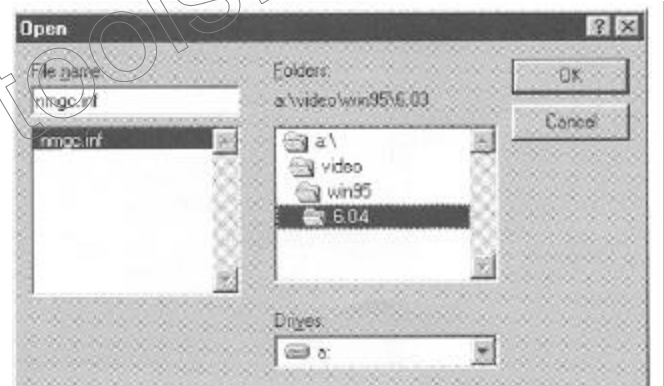 Open
File name:
nmgc.inf
nmgc.inf
Folders:
a:\video\win95\6.03
a:\
video
win95
6.04
Drives:
a:
OK
Cancel
tools